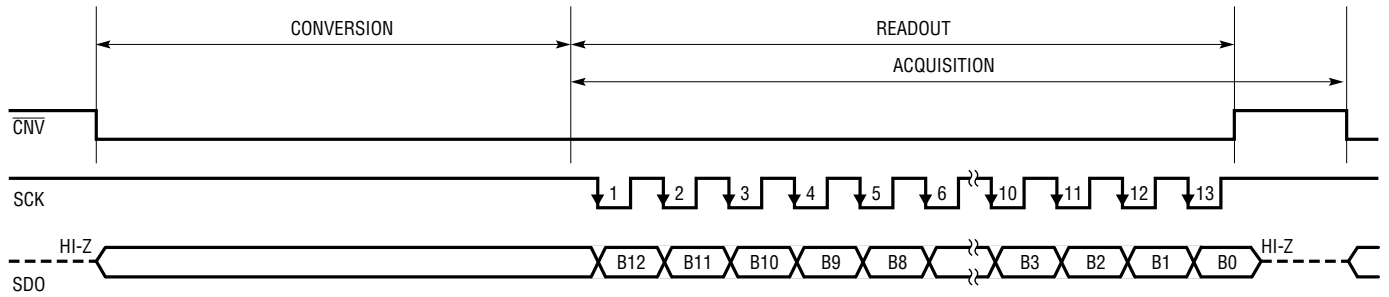 CONVERSION READOUT
ACQUISITION
CNV
SCK 1 2 3 4 5 6 10 11 12 13
HI-Z B12 B11 B10 B9 B8 B3 B2 B1 B0 HI-Z
SDO